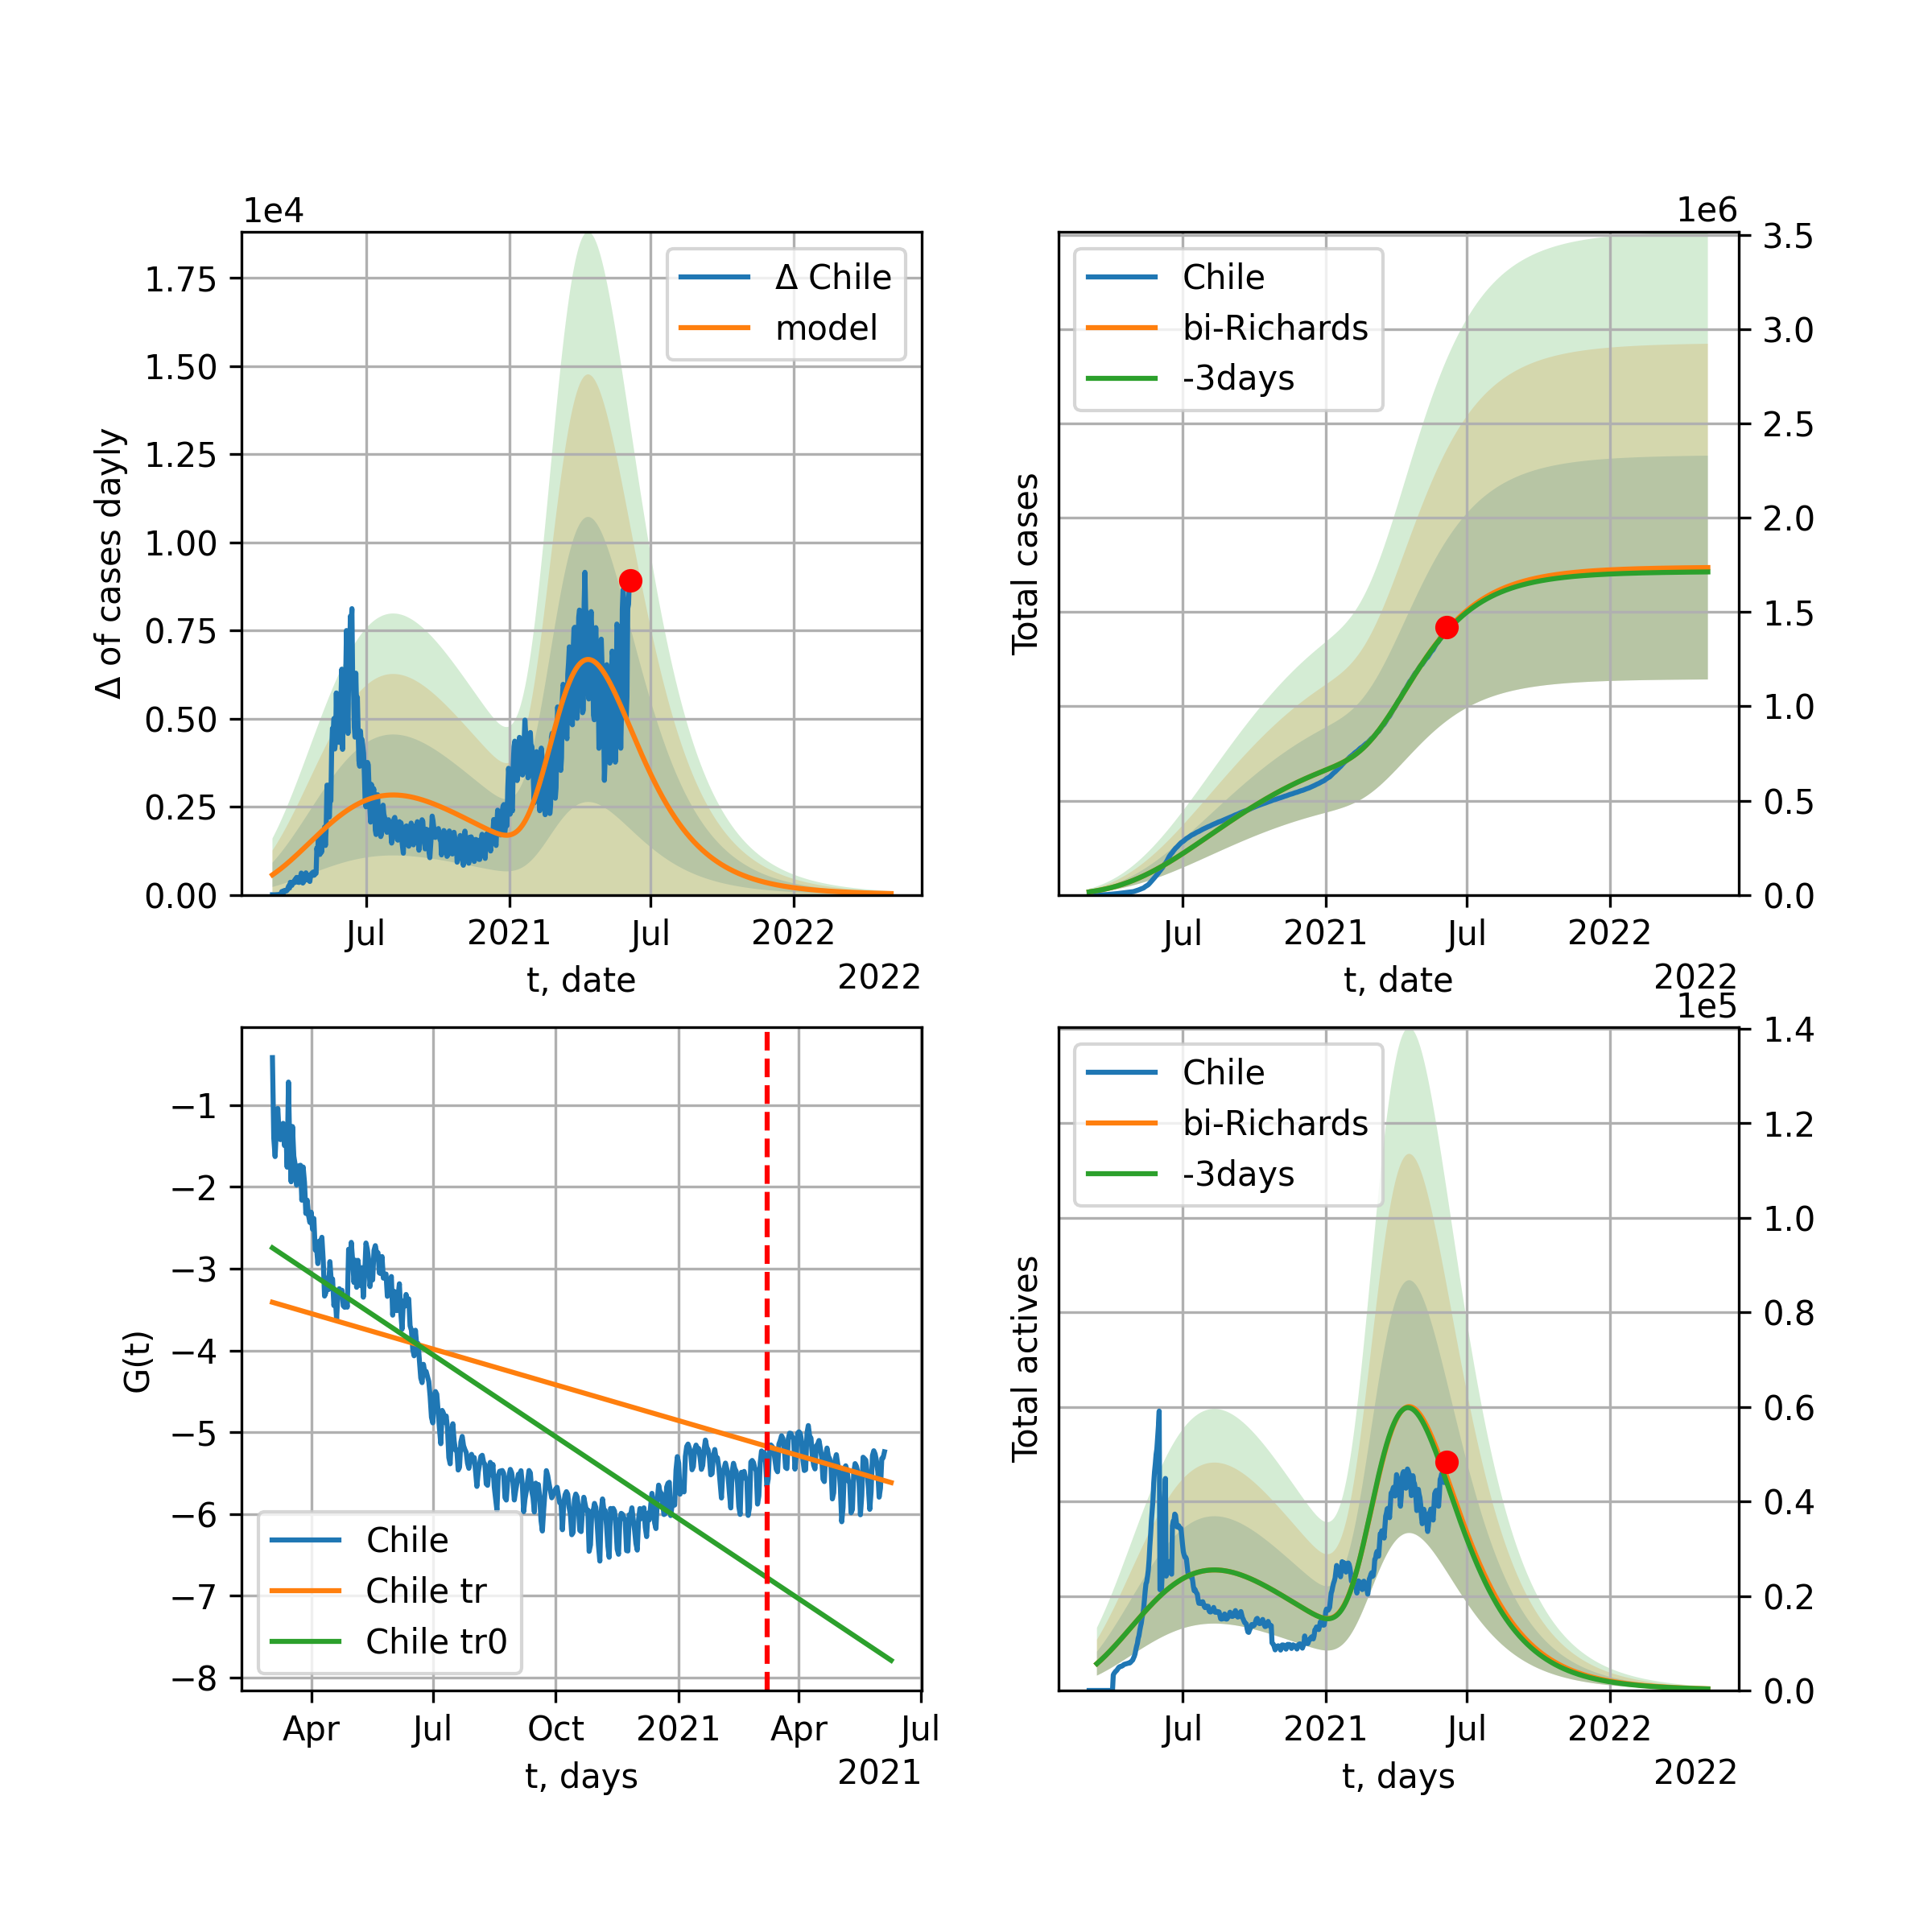 1e4
Δ of cases dayly
1.75
1.50
1.25
1.00
0.75
0.50
0.25
0.00
Δ Chile
model
Jul
2021
Jul
2022
t, date
2022
1e6
Total cases
Chile
bi-Richards
-3days
3.5
3.0
2.5
2.0
1.5
1.0
0.5
0.0
Jul
2021
Jul
2022
t, date
2022
G(t)
−1
−2
−3
−4
−5
−6
−7
−8
Chile
Chile tr
Chile tr0
Apr
Jul
Oct
2021
Apr
Jul
t, days
2021
1e5
Total actives
Chile
bi-Richards
-3days
1.4
1.2
1.0
0.8
0.6
0.4
0.2
0.0
Jul
2021
Jul
2022
t, days
2022